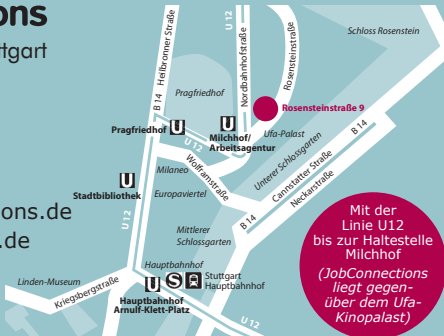 ons
ttgart
ons.de
.de
Heilbronner Straße
B 14
U 12
Nordbahnhofstraße
Rosensteinstraße
Schloss Rosenstein
Pragfriedhof
Rosensteinstraße 9
Pragfriedhof U
U 12
U
Milchhof/
Arbeitsagentur
Ufa-Palast
Unterer Schlossgarten
B 14
Cannstatter Straße
Neckarstraße
Milaneo
Wolframstraße
Europaviertel
U
Stadtbibliothek
U 12
B 14
Mittlerer
Schlossgarten
Linden-Museum
Kriegsbergstraße
Hauptbahnhof
U S
Stuttgart
Hauptbahnhof
Hauptbahnhof
Arnulf-Klett-Platz
U 12
Mit der
Linie U12
bis zur Haltestelle
Milchhof
(JobConnections
liegt gegen-
über dem Ufa-
Kinopalast)